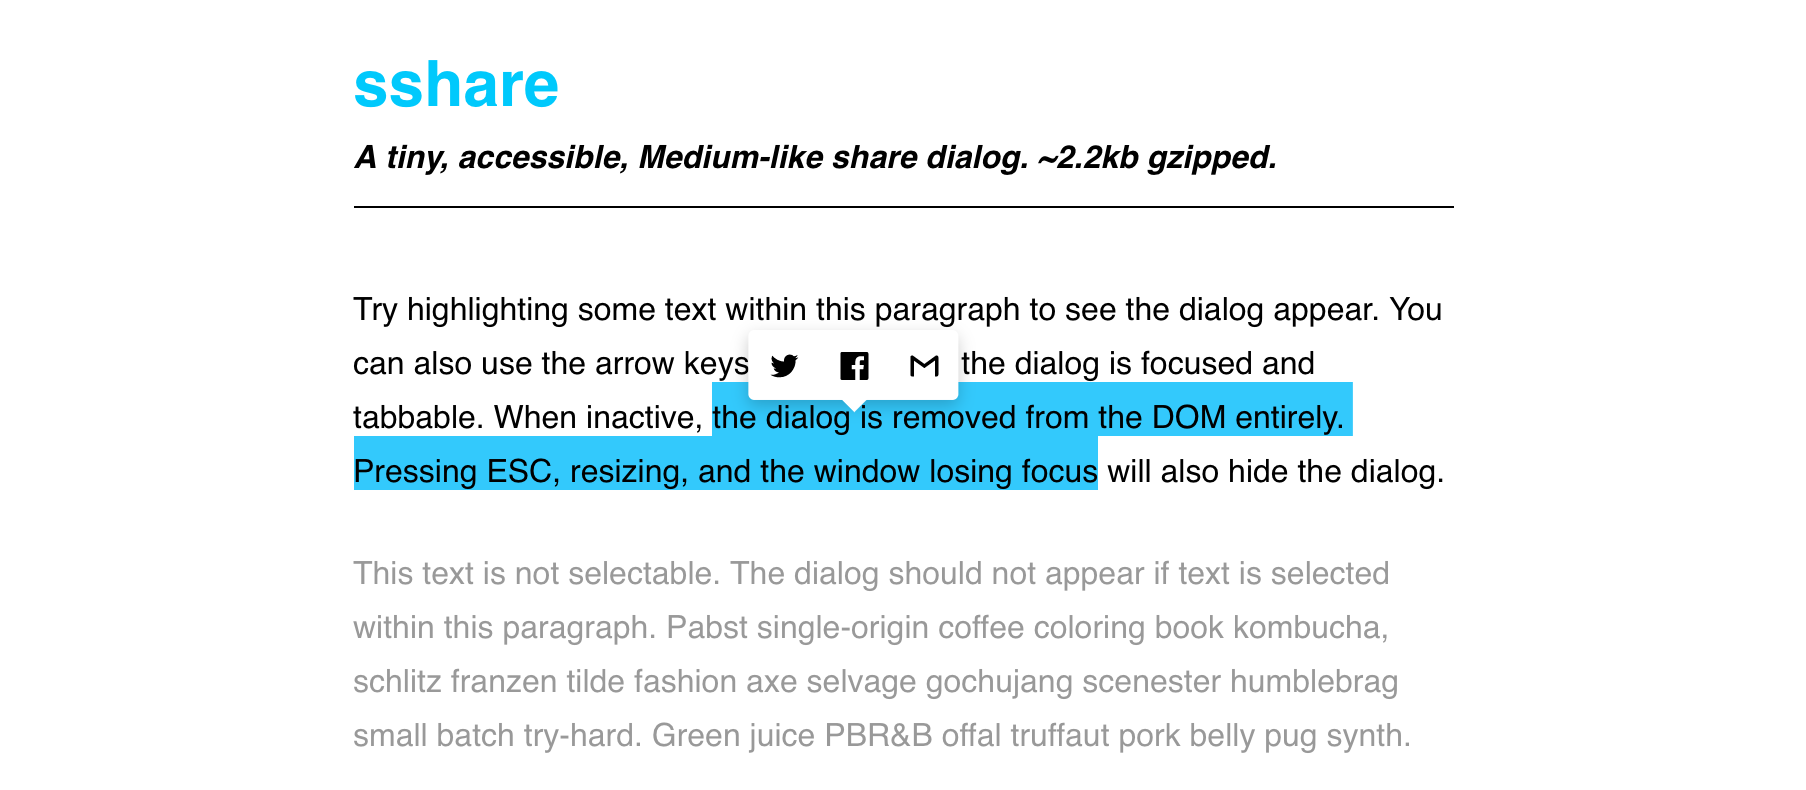 sshare
A tiny, accessible, Medium-like share dialog. ~2.2kb gzipped.
Try highlighting some text within this paragraph to see the dialog appear. You
can also use the arrow keys the dialog is focused and
tabbable. When inactive, the dialog is removed from the DOM entirely.
Pressing ESC, resizing, and the window losing focus will also hide the dialog.
This text is not selectable. The dialog should not appear if text is selected
within this paragraph. Pabst single-origin coffee coloring book kombucha,
schlitz franzen tilde fashion axe selvage gochujang scenester humblebrag
small batch try-hard. Green juice PBR&B offal truffaut pork belly pug synth.